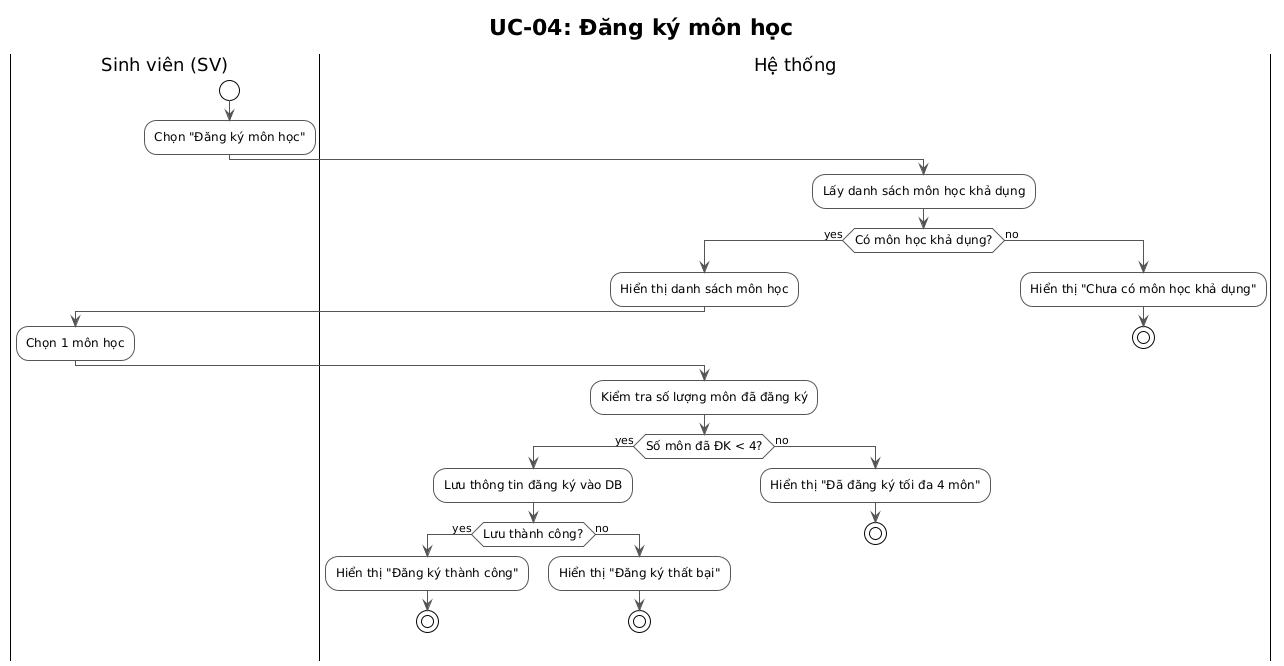 UC-04: Đăng ký môn học
Sinh viên (SV)
Hệ thống
Chọn "Đăng ký môn học"
Lấy danh sách môn học khả dụng
yes
Có môn học khả dụng?
no
Hiển thị danh sách môn học
Hiển thị "Chưa có môn học khả dụng"
Chọn 1 môn học
Kiểm tra số lượng môn đã đăng ký
yes
Số môn đã ĐK < 4?
no
Lưu thông tin đăng ký vào DB
Hiển thị "Đã đăng ký tối đa 4 môn"
yes
Lưu thành công?
no
Hiển thị "Đăng ký thành công"
Hiển thị "Đăng ký thất bại"